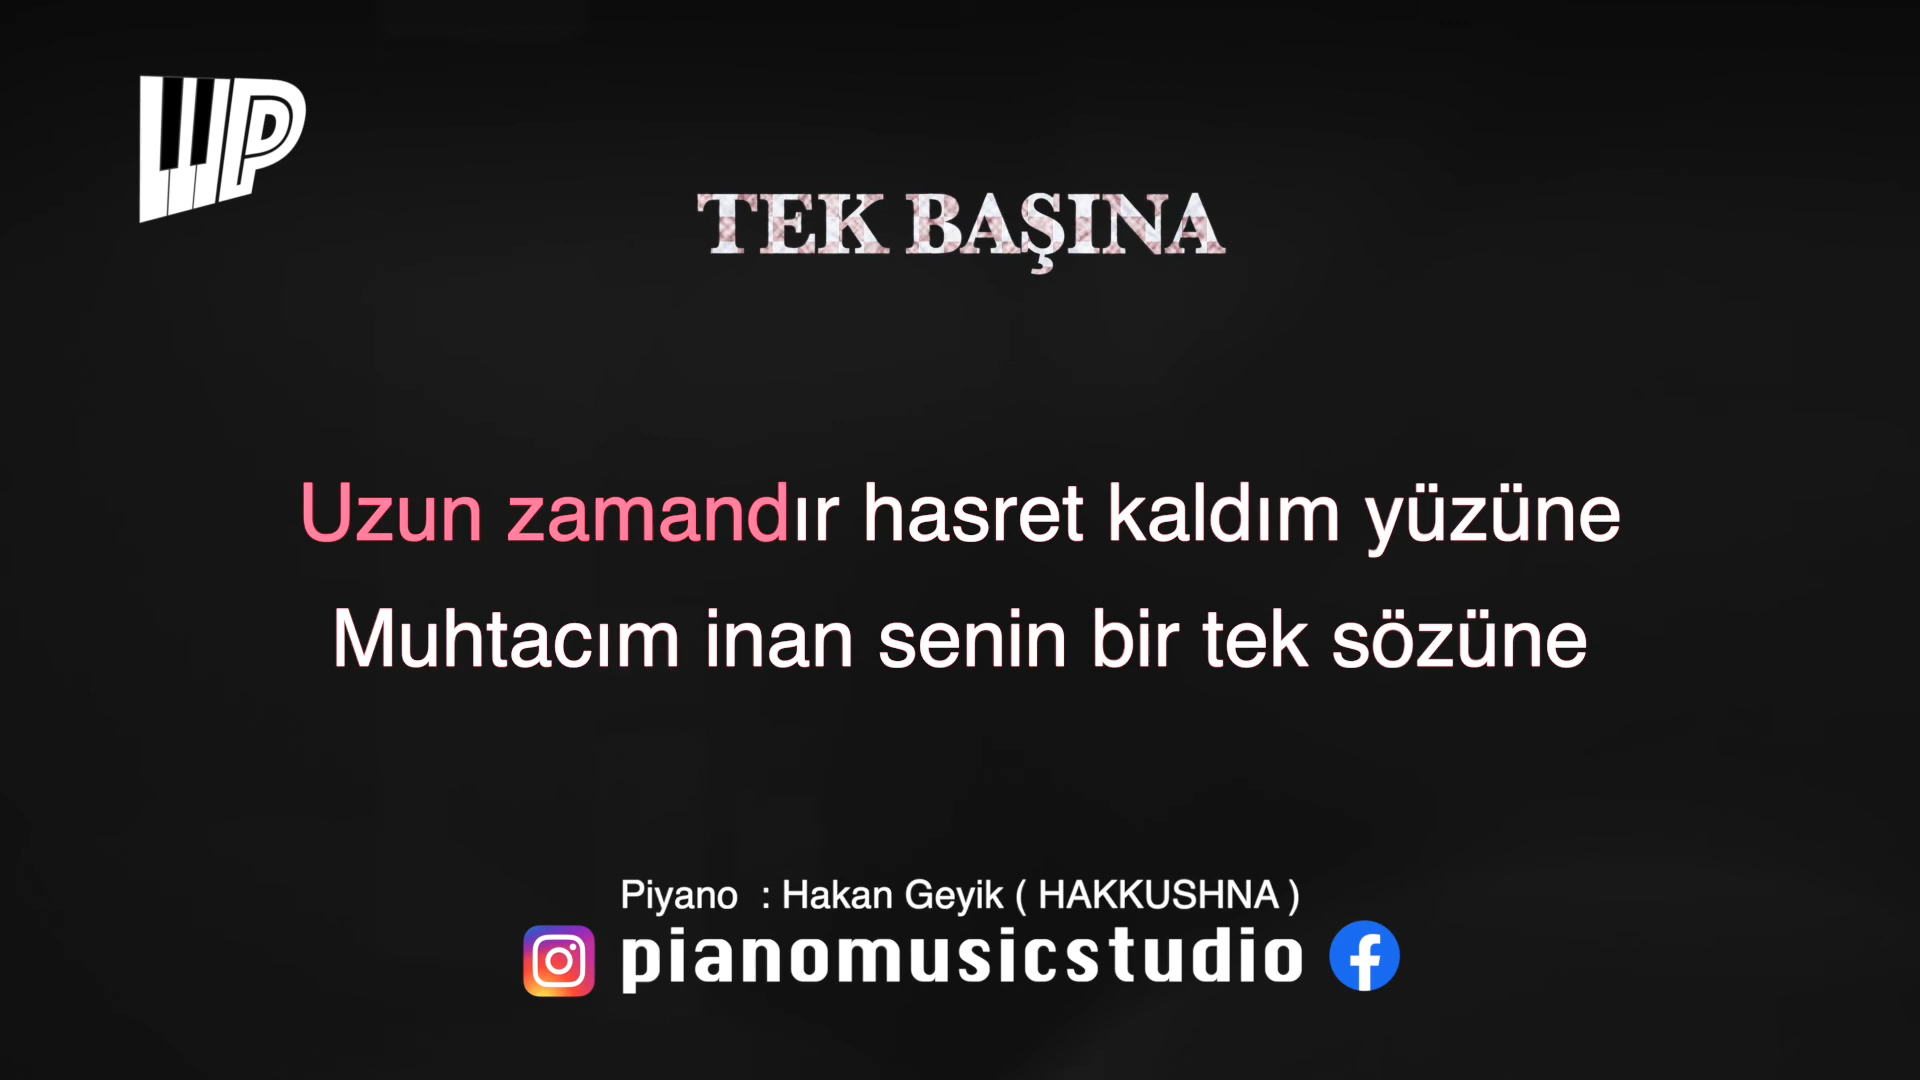 TEK BAŞINA
Uzun zamandır hasret kaldım yüzüne
Muhtacım inan senin bir tek sözüne
Piyano : Hakan Geyik ( HAKKUSHNA )
pianomusicstudio